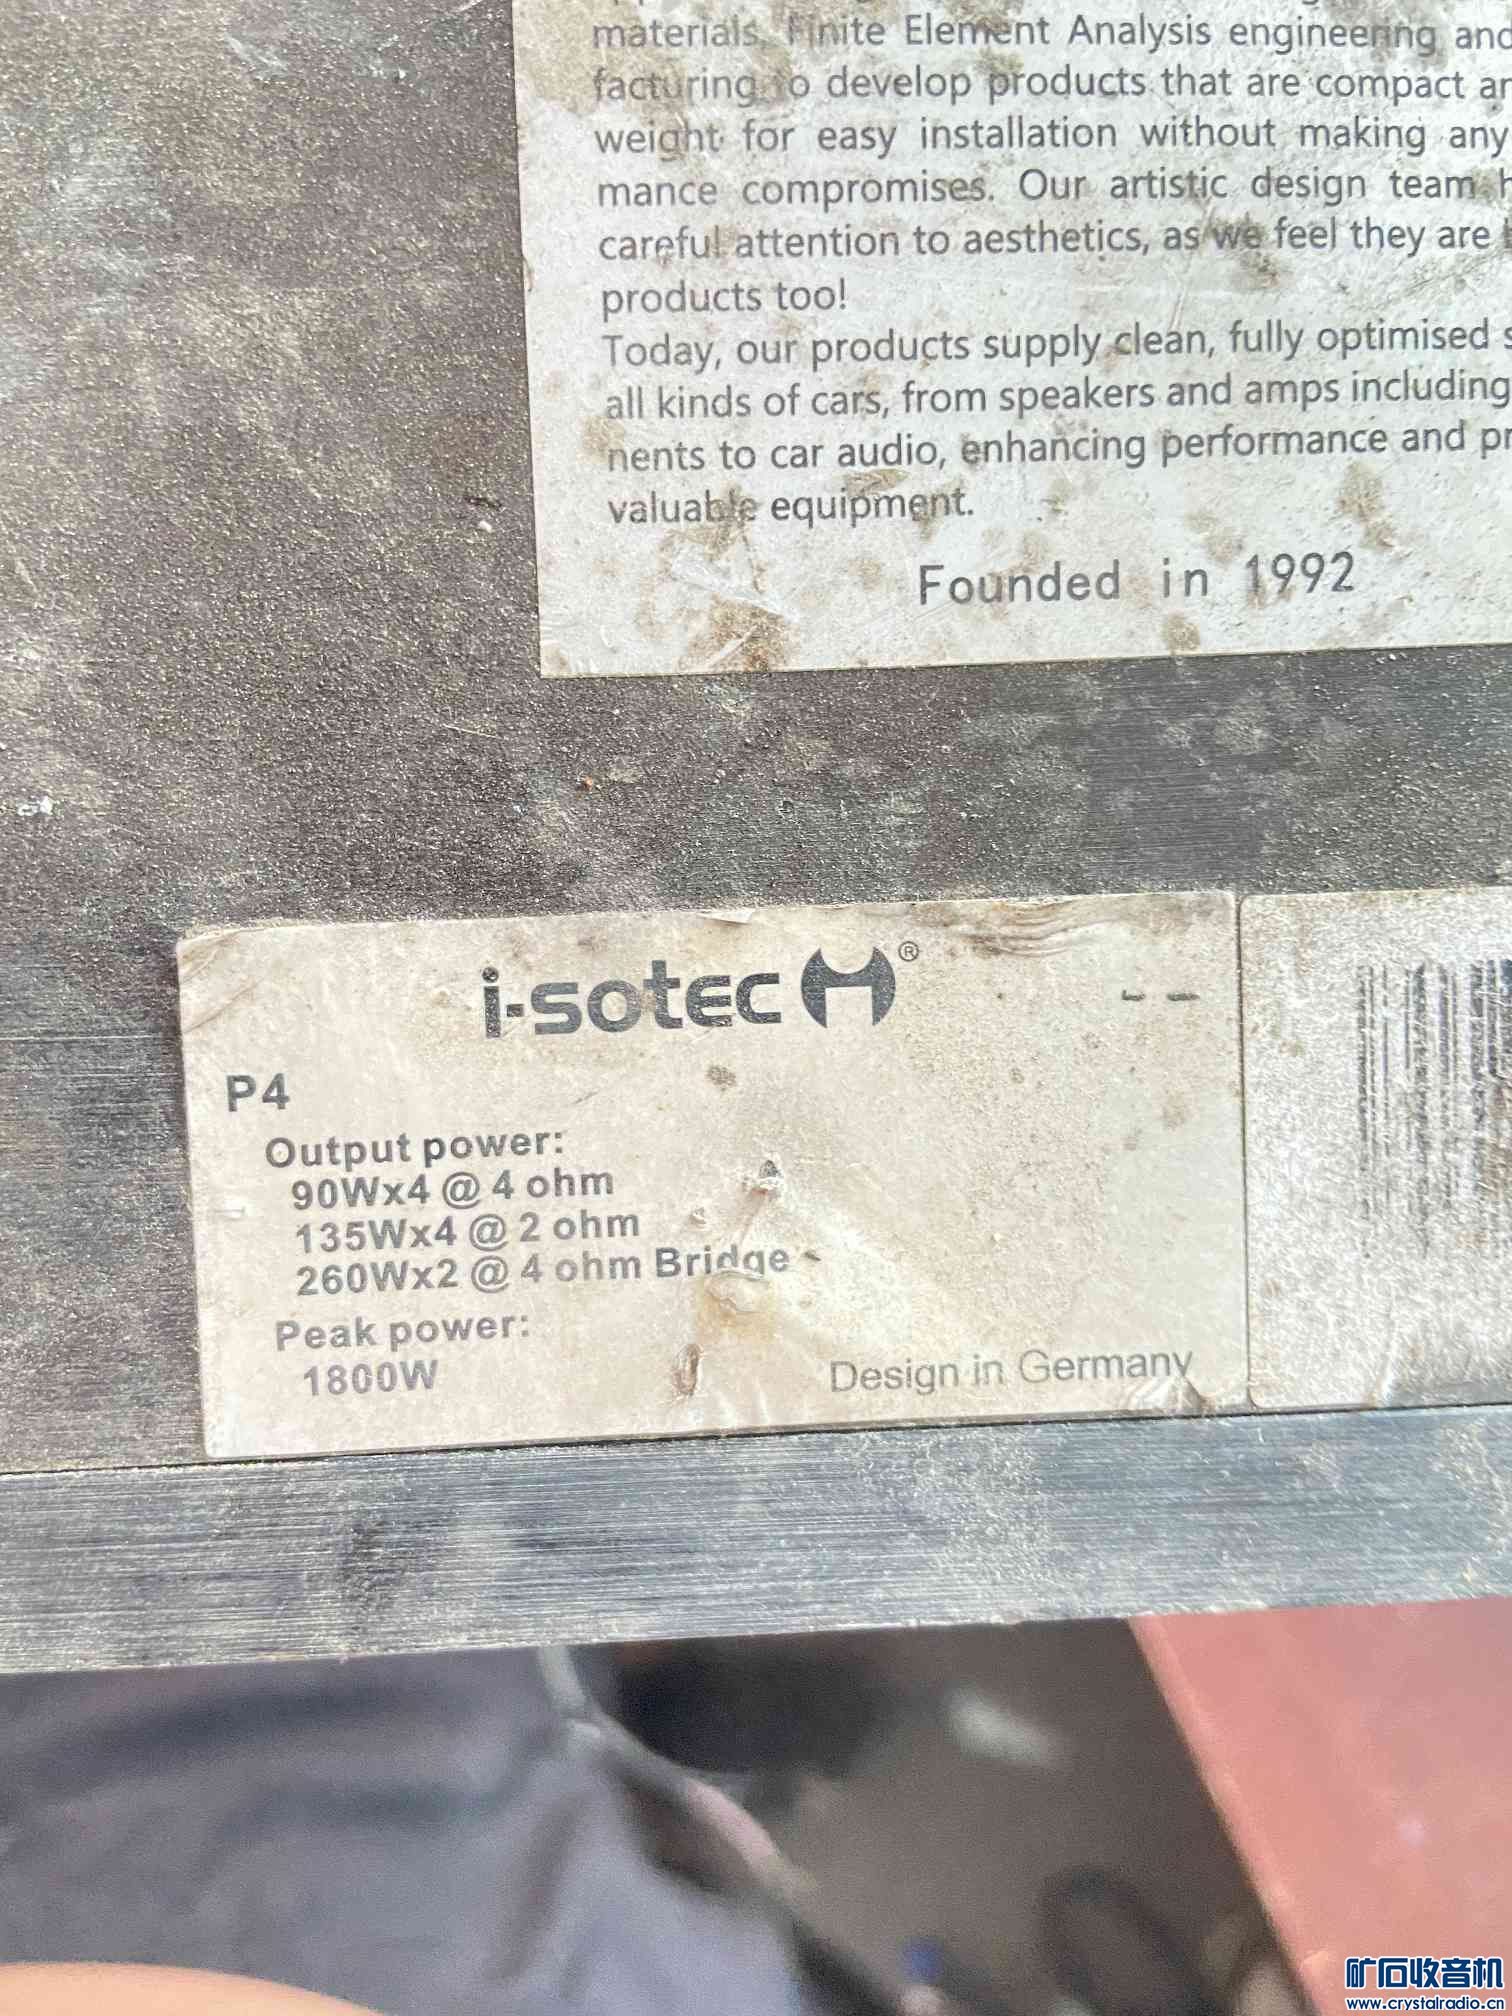 materials, Finite Element Analysis engineering and
facturing to develop products that are compact
weight for easy installation without making any
mance compromises. Our artistic design team
careful attention to aesthetics, as we feel they are
products too!
Today, our products supply clean, fully optimised
all kinds of cars, from speakers and amps including
nents to car audio, enhancing performance and
valuable equipment.
Founded in 1992
i-sotec ®
P4
Output power:
90Wx4 @ 4 ohm
135Wx4 @ 2 ohm
260Wx2 @ 4 ohm Bridge
Peak power:
1800W
Design in Germany
矿石收音机
www.crystalradio.cn